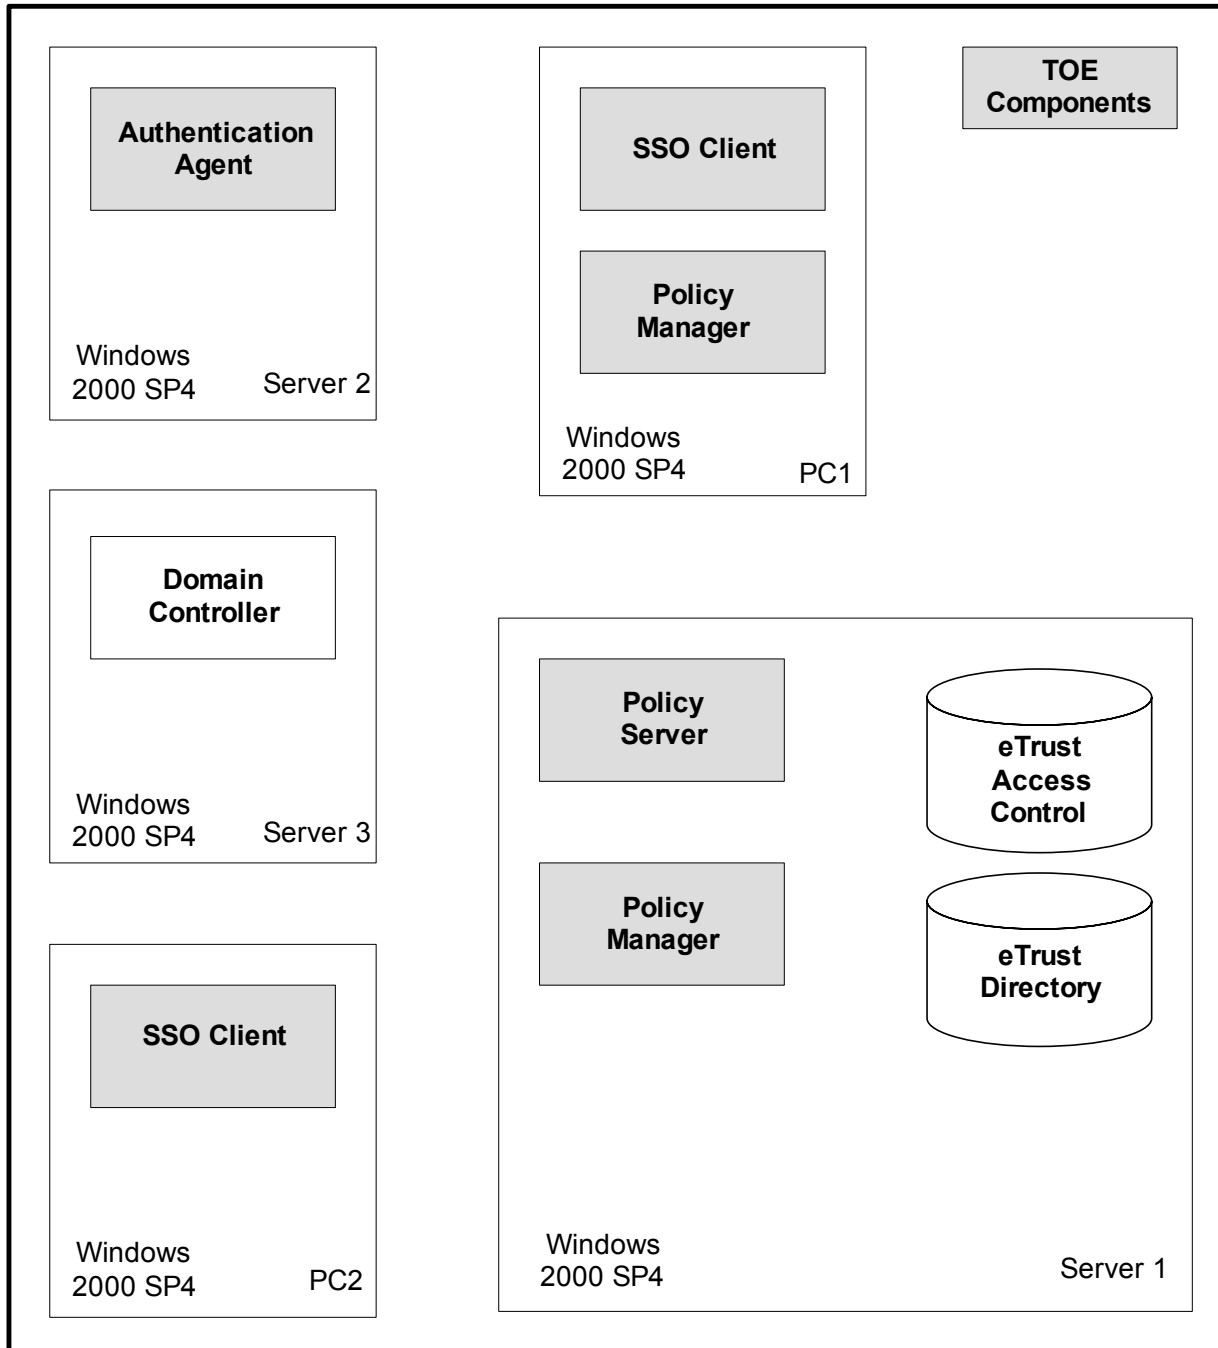 Authentication
Agent
Windows
2000 SP4
Server 2
SSO Client
Policy
Manager
Windows
2000 SP4
PC1
TOE
Components
Domain
Controller
Windows
2000 SP4
Server 3
Policy
Server
Policy
Manager
eTrust
Access
Control
eTrust
Directory
Windows
2000 SP4
Server 1
SSO Client
Windows
2000 SP4
PC2